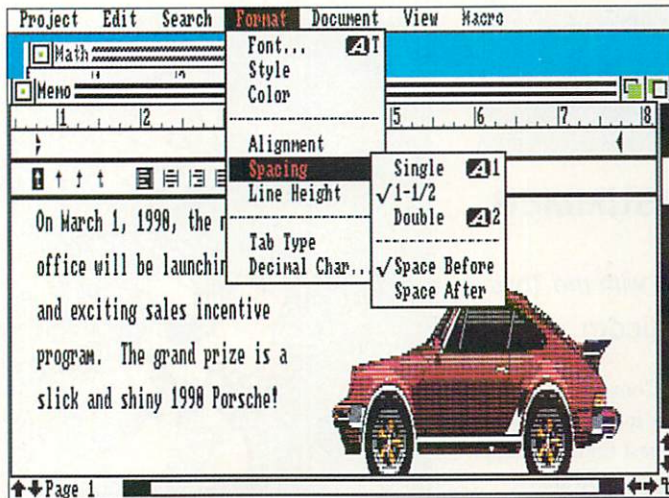 Project Edit Search Format Document View Macro
Math
Memo
Font... A T
Style
Color
Alignment
Spacing
Line Height
Tab Type
Decimal Char...
Single A 1
√1-1/2
Double A 2
√Space Before
Space After
1 2 5 6 7 8
On March 1, 1990, the
office will be launchin
and exciting sales incentive
program. The grand prize is a
slick and shiny 1990 Porsche!
Page 1